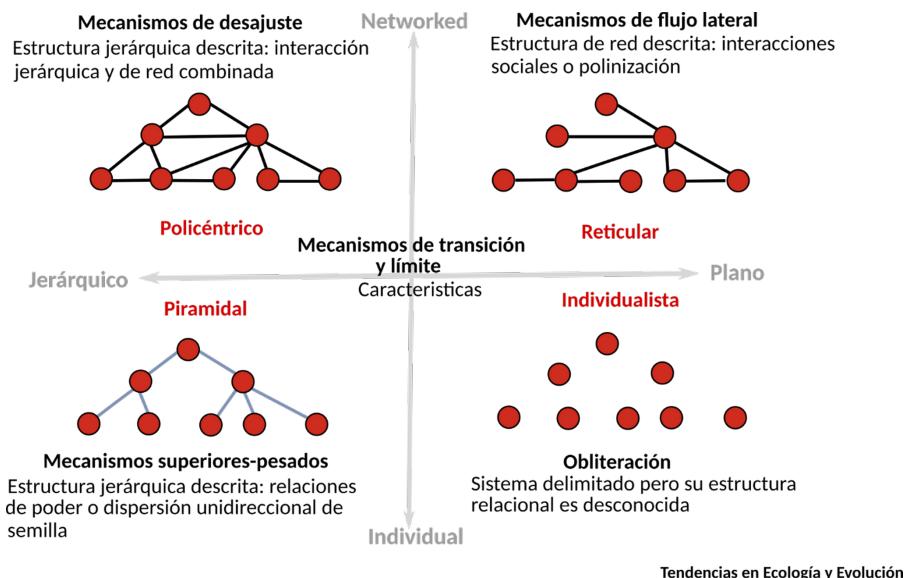 Networked
Mecanismos de desajuste
Estructura jerárquica descrita: interacción
jerárquica y de red combinada
Mecanismos de flujo lateral
Estructura de red descrita: interacciones
sociales o polinización
Policéntrico
Reticular
Mecanismos de transición
y límite
Caracteristicas
Jerárquico
Plano
Piramidal
Individualista
Mecanismos superiores-pesados
Estructura jerárquica descrita: relaciones
de poder o dispersión unidireccional de
semilla
Obliteración
Sistema delimitado pero su estructura
relacional es desconocida
Individual
Tendencias en Ecología y Evolución